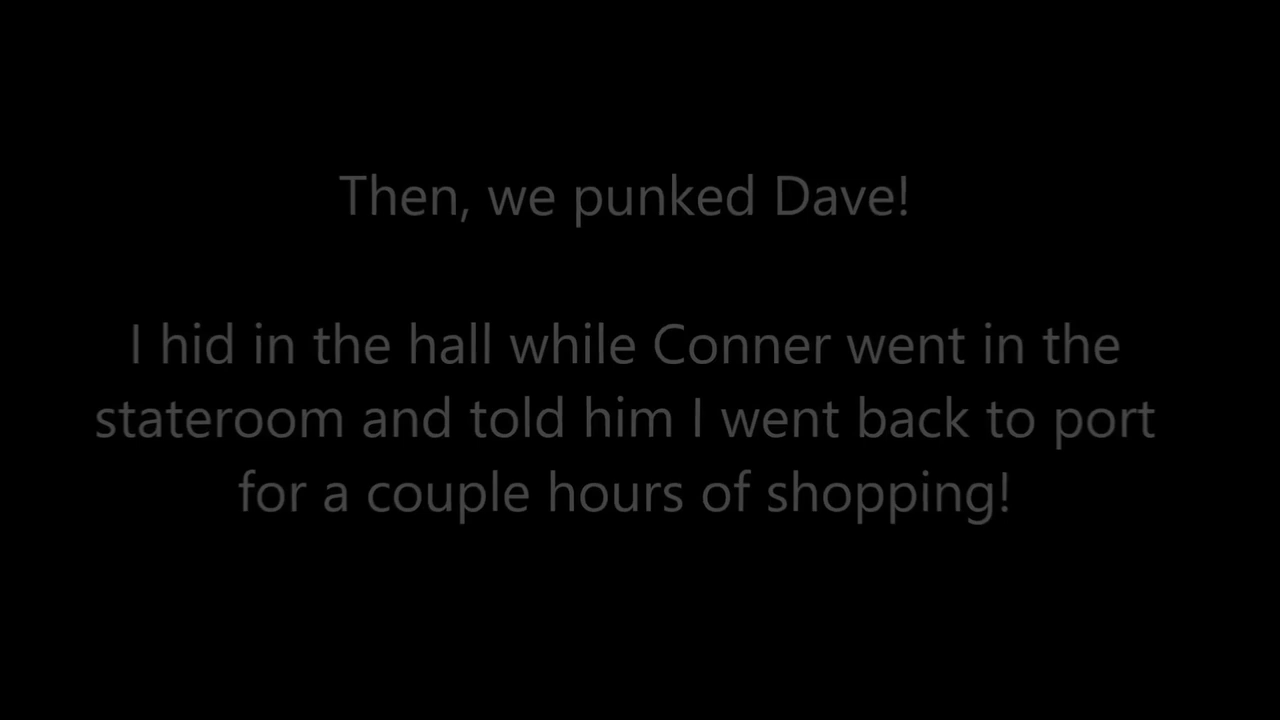 Then, we punked Dave!
I hid in the hall while Conner went in the
stateroom and told him I went back to port
for a couple hours of shopping!